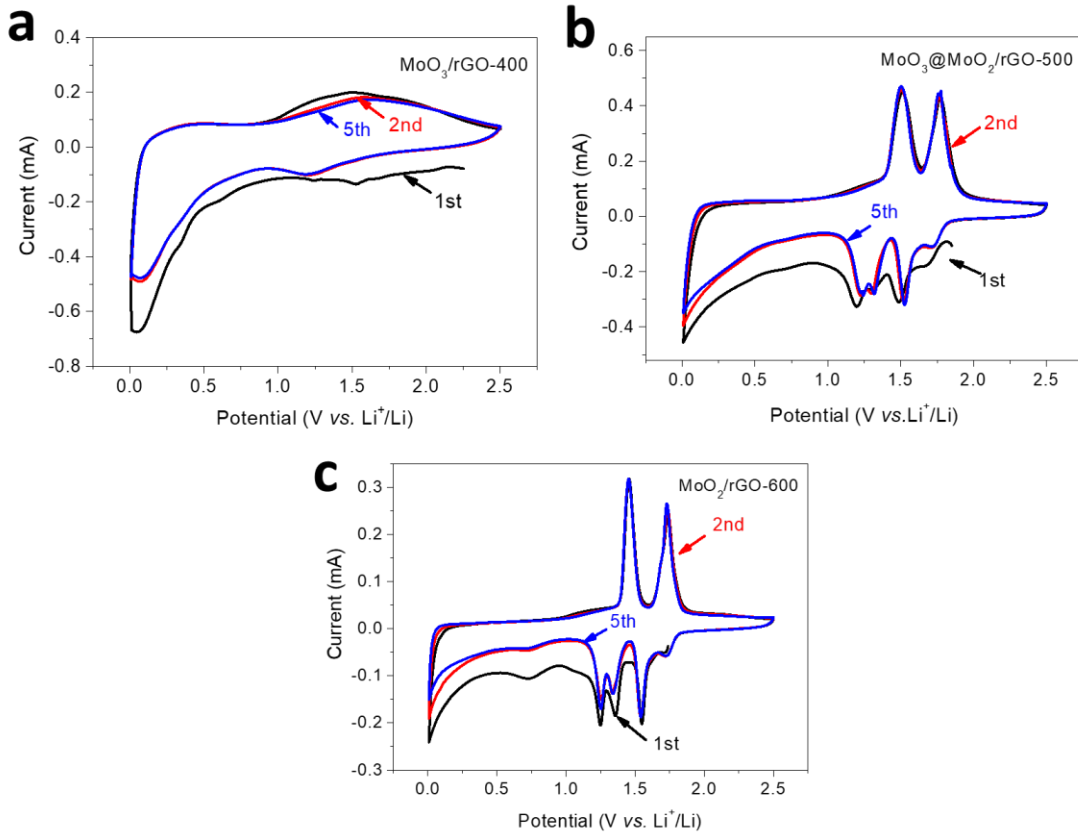 a
MoO₃/rGO-400
0.4
0.2
0.0
-0.2
-0.4
-0.6
-0.8
Current (mA)
5th
2nd
1st
0.0 0.5 1.0 1.5 2.0 2.5
Potential (V vs. Li⁺/Li)
b
MoO₃@MoO₂/rGO-500
0.6
0.4
0.2
0.0
-0.2
-0.4
Current (mA)
2nd
5th
1st
0.0 0.5 1.0 1.5 2.0 2.5
Potential (V vs.Li⁺/Li)
c
MoO₂/rGO-600
0.3
0.2
0.1
0.0
-0.1
-0.2
-0.3
Current (mA)
2nd
5th
1st
0.0 0.5 1.0 1.5 2.0 2.5
Potential (V vs. Li⁺/Li)